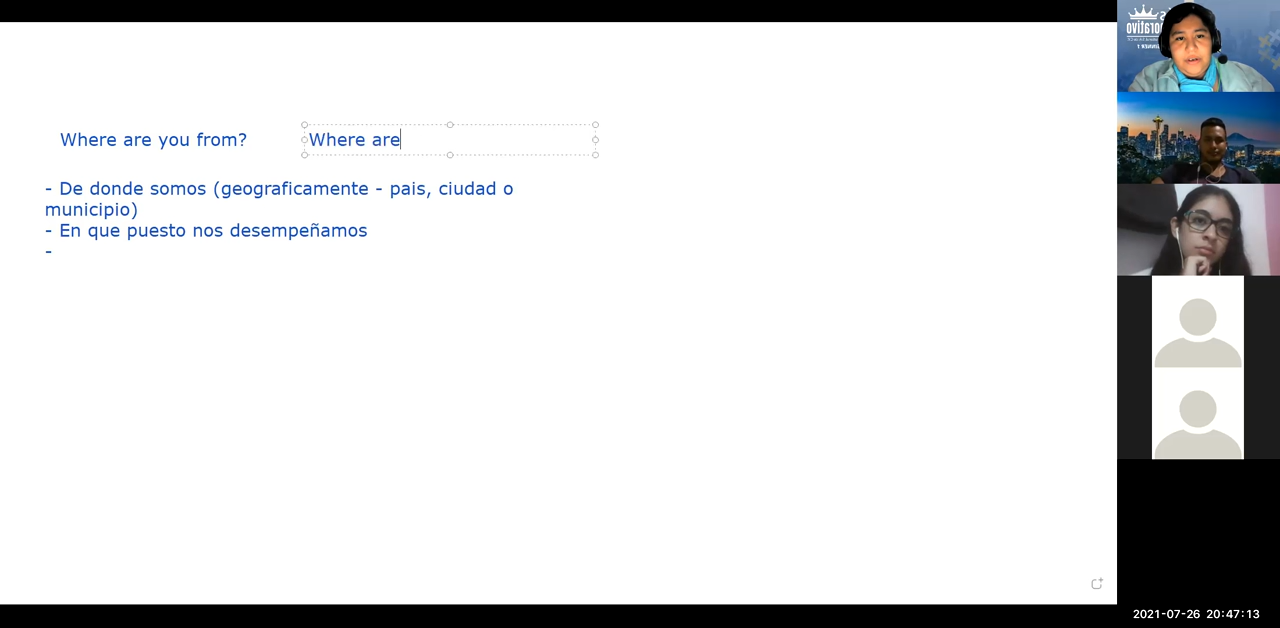 Where are you from? Where are
- De donde somos (geograficamente - pais, ciudad o
municipio)
- En que puesto nos desempeñamos
-
2021-07-26 20:47:13